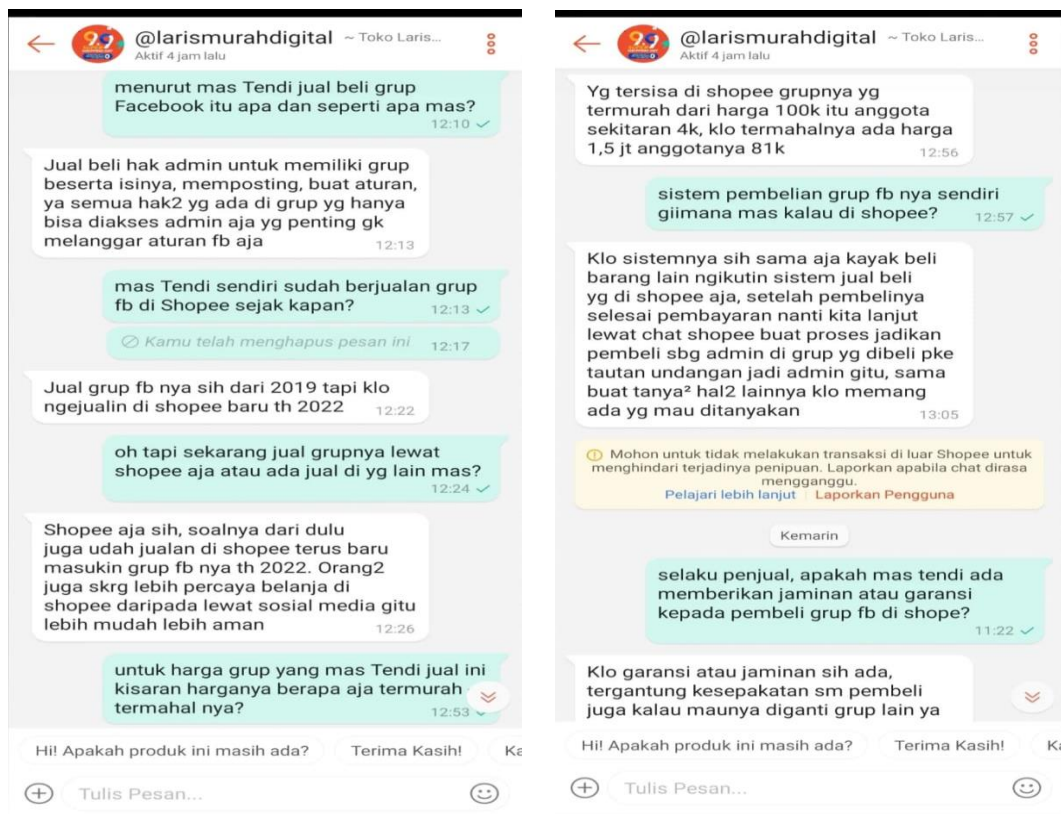 @larismurahdigital ~ Toko Laris...
Aktif 4 jam lalu
menurut mas Tendi jual beli grup
Facebook itu apa dan seperti apa mas?
12:10
Jual beli hak admin untuk memiliki grup
beserta isinya, memposting, buat aturan,
ya semua hak2 yg ada di grup yg hanya
bisa diakses admin aja yg penting gk
melanggar aturan fb aja
12:13
mas Tendi sendiri sudah berjualan grup
fb di Shopee sejak kapan?
12:13
Kamu telah menghapus pesan ini 12:17
Jual grup fb nya sih dari 2019 tapi klo
ngejualin di shopee baru th 2022 12:22
oh tapi sekarang jual grupnya lewat
shopee aja atau ada jual di yg lain mas?
12:24
Shopee aja sih, soalnya dari dulu
juga udah jualan di shopee terus baru
masukin grup fb nya th 2022. Orang2
juga skrg lebih percaya belanja di
shopee daripada lewat sosial media gitu
lebih mudah lebih aman 12:26
untuk harga grup yang mas Tendi jual ini
kisaran harganya berapa aja termurah
termahal nya? 12:53
Hi! Apakah produk ini masih ada? Terima Kasih! Ka
Tulis Pesan...
@larismurahdigital ~ Toko Laris...
Aktif 4 jam lalu
Yg tersisa di shopee grupnya yg
termurah dari harga 100k itu anggota
sekitaran 4k, klo termahalnya ada harga
1,5 jt anggotanya 81k 12:56
sistem pembelian grup fb nya sendiri
giimana mas kalau di shopee? 12:57
Klo sistemnya sih sama aja kayak beli
barang lain ngikutin sistem jual beli
yg di shopee aja, setelah pembelinya
selesai pembayaran nanti kita lanjut
lewat chat shopee buat proses jadikan
pembeli sbg admin di grup yg dibeli pke
tautan undangan jadi admin gitu, sama
buat tanya² hal2 lainnya klo memang
ada yg mau ditanyakan 13:05
Mohon untuk tidak melakukan transaksi di luar Shopee untuk
menghindari terjadinya penipuan. Laporkan apabila chat dirasa
mengganggu.
Pelajari lebih lanjut Laporkan Pengguna
Kemarin
selaku penjual, apakah mas tendi ada
memberikan jaminan atau garansi
kepada pembeli grup fb di shope?
11:22
Klo garansi atau jaminan sih ada,
tergantung kesepakatan sm pembeli
juga kalau maunya diganti grup lain ya
Hi! Apakah produk ini masih ada? Terima Kasih! Ka
Tulis Pesan...